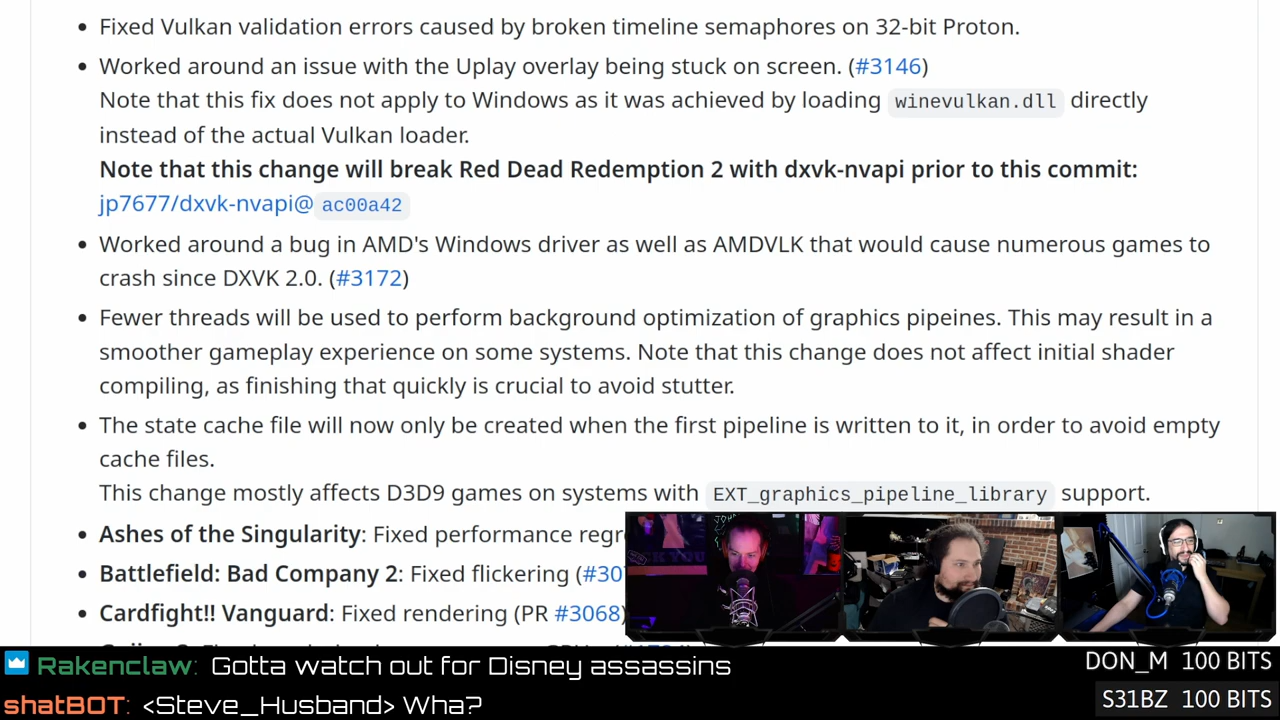 Fixed Vulkan validation errors caused by broken timeline semaphores on 32-bit Proton.
Worked around an issue with the Uplay overlay being stuck on screen. (#3146)
Note that this fix does not apply to Windows as it was achieved by loading winevulkan.dll directly
instead of the actual Vulkan loader.
Note that this change will break Red Dead Redemption 2 with dxvk-nvapi prior to this commit:
jp7677/dxvk-nvapi@ac00a42
Worked around a bug in AMD's Windows driver as well as AMDVLK that would cause numerous games to
crash since DXVK 2.0. (#3172)
Fewer threads will be used to perform background optimization of graphics pipeines. This may result in a
smoother gameplay experience on some systems. Note that this change does not affect initial shader
compiling, as finishing that quickly is crucial to avoid stutter.
The state cache file will now only be created when the first pipeline is written to it, in order to avoid empty
cache files.
This change mostly affects D3D9 games on systems with EXT_graphics_pipeline_library support.
Ashes of the Singularity: Fixed performance regr
Battlefield: Bad Company 2: Fixed flickering (#30
Cardfight!! Vanguard: Fixed rendering (PR #3068)
Rakenclaw: Gotta watch out for Disney assassins
shatBOT: <Steve_Husband> Wha?
DON_M 100 BITS
S31BZ 100 BITS